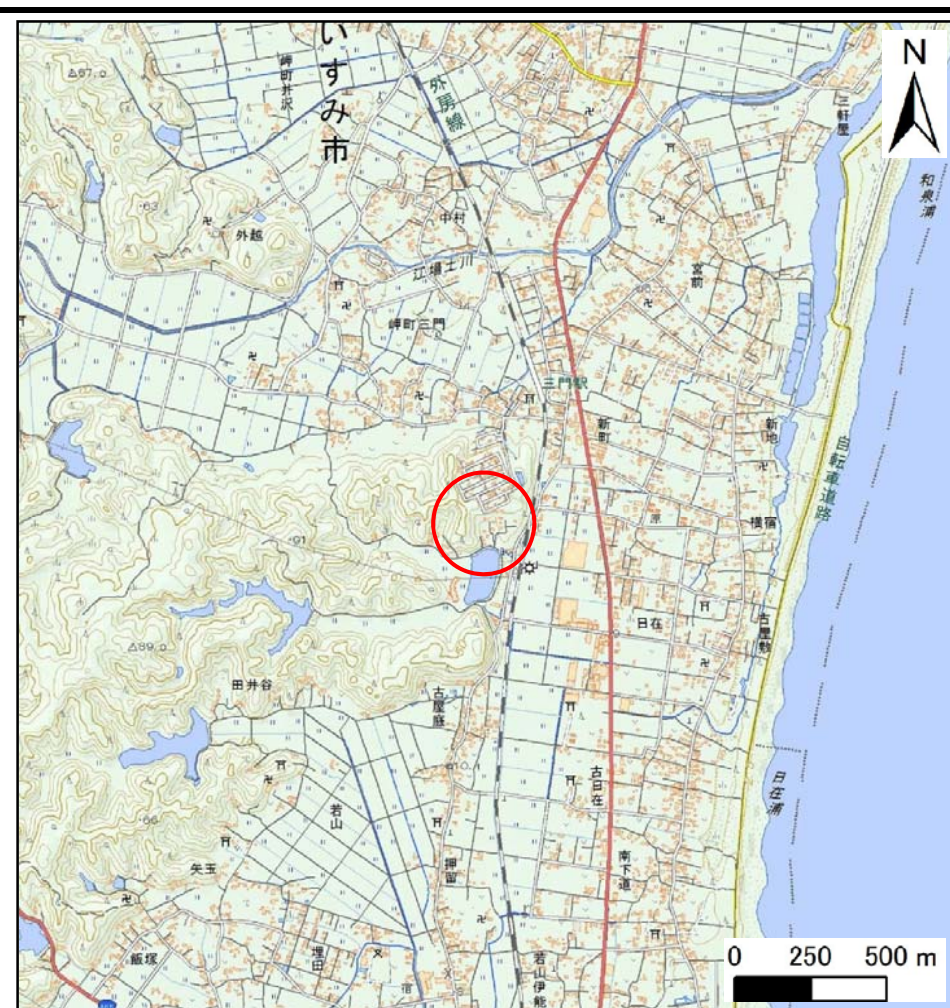 いすみ市
岬町井沢
外房線
三軒屋
N
和泉浦
中村
外越
江場土川
宮前
岬町三門
三門駅
新町
新地
自転車道路
原
横宿
日在
古屋敷
田井谷
古屋庭
古日在
日在浦
若山
矢玉
押留
南下道
飯塚
埋田
若山伊能
宿
0 250 500 m